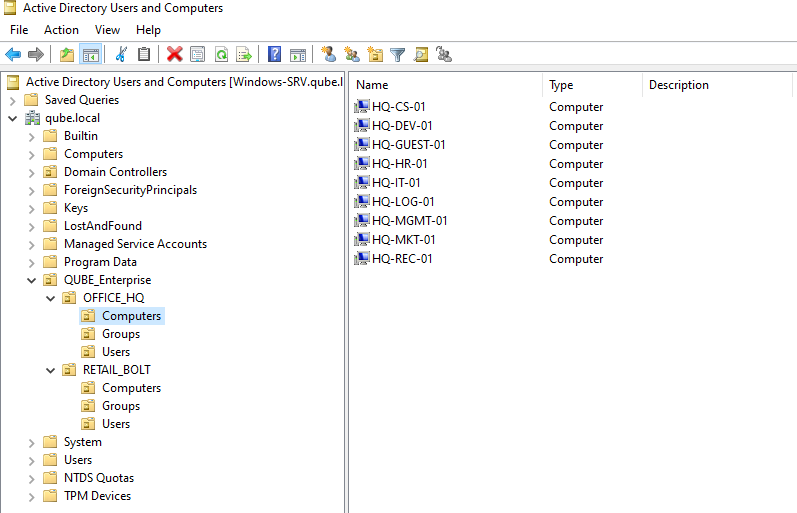 Active Directory Users and Computers
File Action View Help
Active Directory Users and Computers [Windows-SRV.qube.l
Saved Queries
qube.local
Builtin
Computers
Domain Controllers
ForeignSecurityPrincipals
Keys
LostAndFound
Managed Service Accounts
Program Data
QUBE_Enterprise
OFFICE_HQ
Computers
Groups
Users
RETAIL_BOLT
Computers
Groups
Users
System
Users
NTDS Quotas
TPM Devices
Name Type Description
HQ-CS-01 Computer
HQ-DEV-01 Computer
HQ-GUEST-01 Computer
HQ-HR-01 Computer
HQ-IT-01 Computer
HQ-LOG-01 Computer
HQ-MGMT-01 Computer
HQ-MKT-01 Computer
HQ-REC-01 Computer